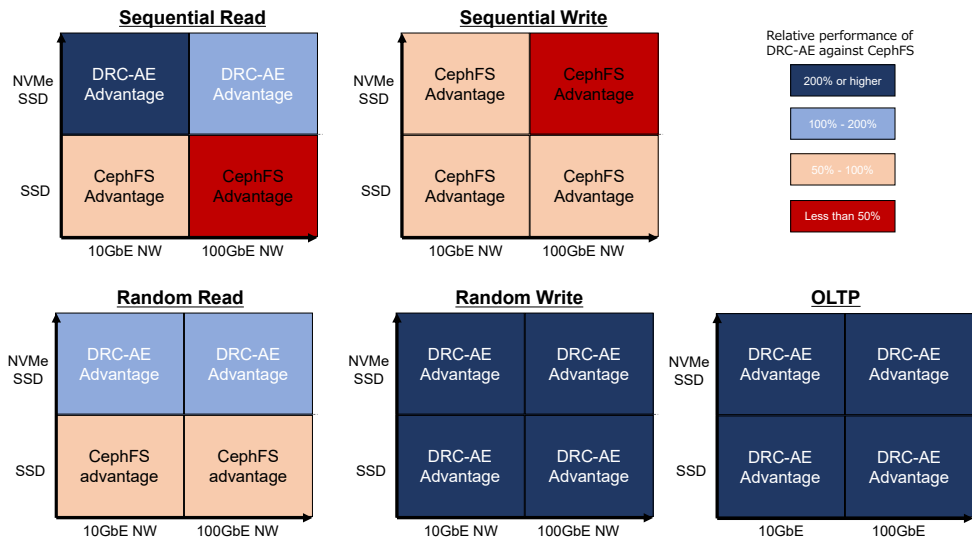 Sequential Read
NVMe
SSD
DRC-AE
Advantage
DRC-AE
Advantage
SSD
CephFS
Advantage
CephFS
Advantage
10GbE NW
100GbE NW
Sequential Write
NVMe
SSD
CephFS
Advantage
CephFS
Advantage
SSD
CephFS
Advantage
CephFS
Advantage
10GbE NW
100GbE NW
Relative performance of
DRC-AE against CephFS
200% or higher
100% - 200%
50% - 100%
Less than 50%
Random Read
NVMe
SSD
DRC-AE
Advantage
DRC-AE
Advantage
SSD
CephFS
advantage
CephFS
advantage
10GbE NW
100GbE NW
Random Write
NVMe
SSD
DRC-AE
Advantage
DRC-AE
Advantage
SSD
DRC-AE
Advantage
DRC-AE
Advantage
10GbE NW
100GbE NW
OLTP
NVMe
SSD
DRC-AE
Advantage
DRC-AE
Advantage
SSD
DRC-AE
Advantage
DRC-AE
Advantage
10GbE
100GbE